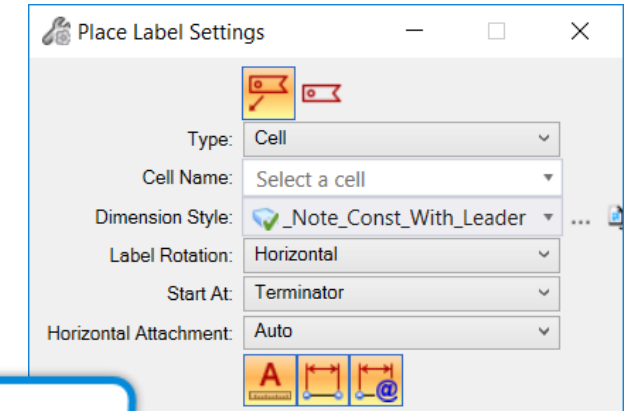 Place Label Settings
Type: Cell
Cell Name: Select a cell
Dimension Style: _Note_Const_With_Leader ...
Label Rotation: Horizontal
Start At: Terminator
Horizontal Attachment: Auto
A @